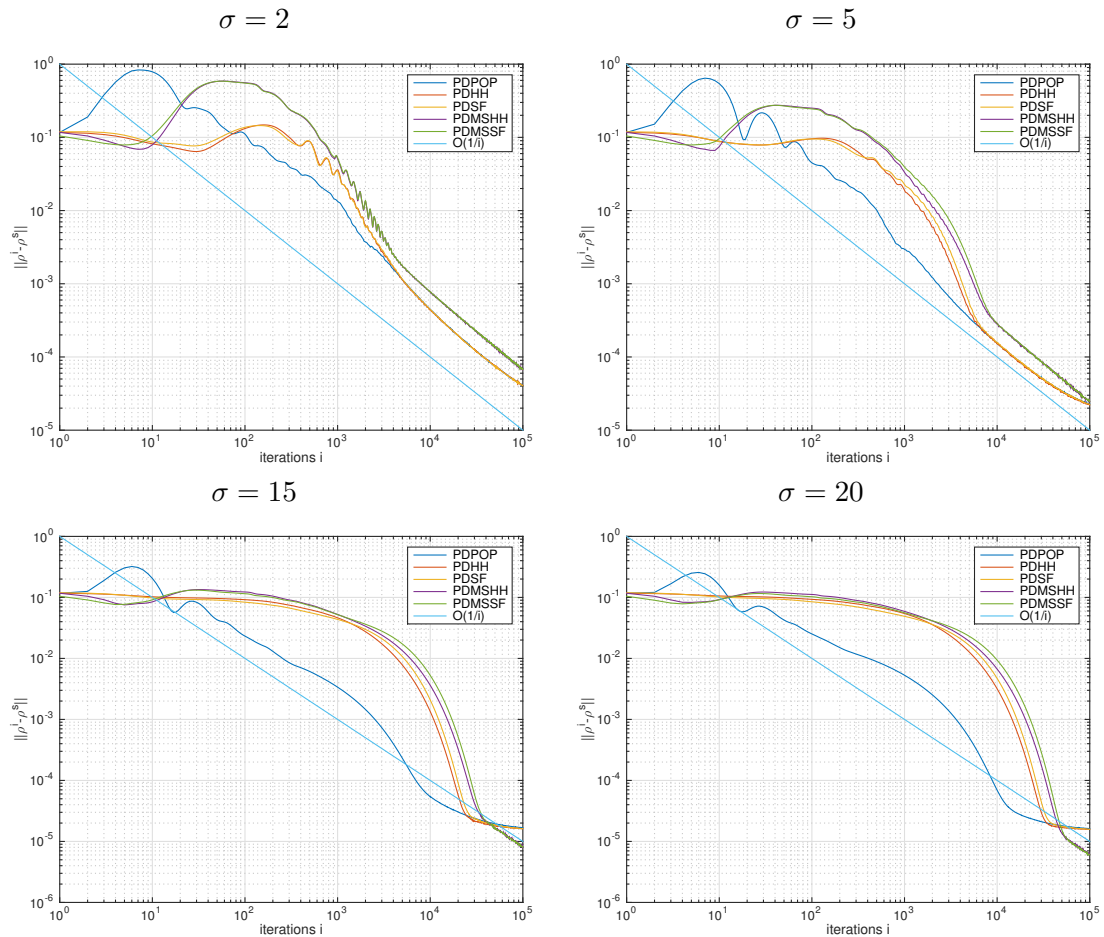 σ = 2
σ = 5
10^0
10^-1
10^-2
10^-3
10^-4
10^-5
||ρ^i-ρ^s||
PDPOP
PDHH
PDSF
PDMSHH
PDMSSF
O(1/i)
10^0 10^1 10^2 10^3 10^4 10^5
iterations i
10^0
10^-1
10^-2
10^-3
10^-4
10^-5
||ρ^i-ρ^s||
PDPOP
PDHH
PDSF
PDMSHH
PDMSSF
O(1/i)
10^0 10^1 10^2 10^3 10^4 10^5
iterations i
σ = 15
σ = 20
10^0
10^-1
10^-2
10^-3
10^-4
10^-5
10^-6
||ρ^i-ρ^s||
PDPOP
PDHH
PDSF
PDMSHH
PDMSSF
O(1/i)
10^0 10^1 10^2 10^3 10^4 10^5
iterations i
10^0
10^-1
10^-2
10^-3
10^-4
10^-5
10^-6
||ρ^i-ρ^s||
PDPOP
PDHH
PDSF
PDMSHH
PDMSSF
O(1/i)
10^0 10^1 10^2 10^3 10^4 10^5
iterations i